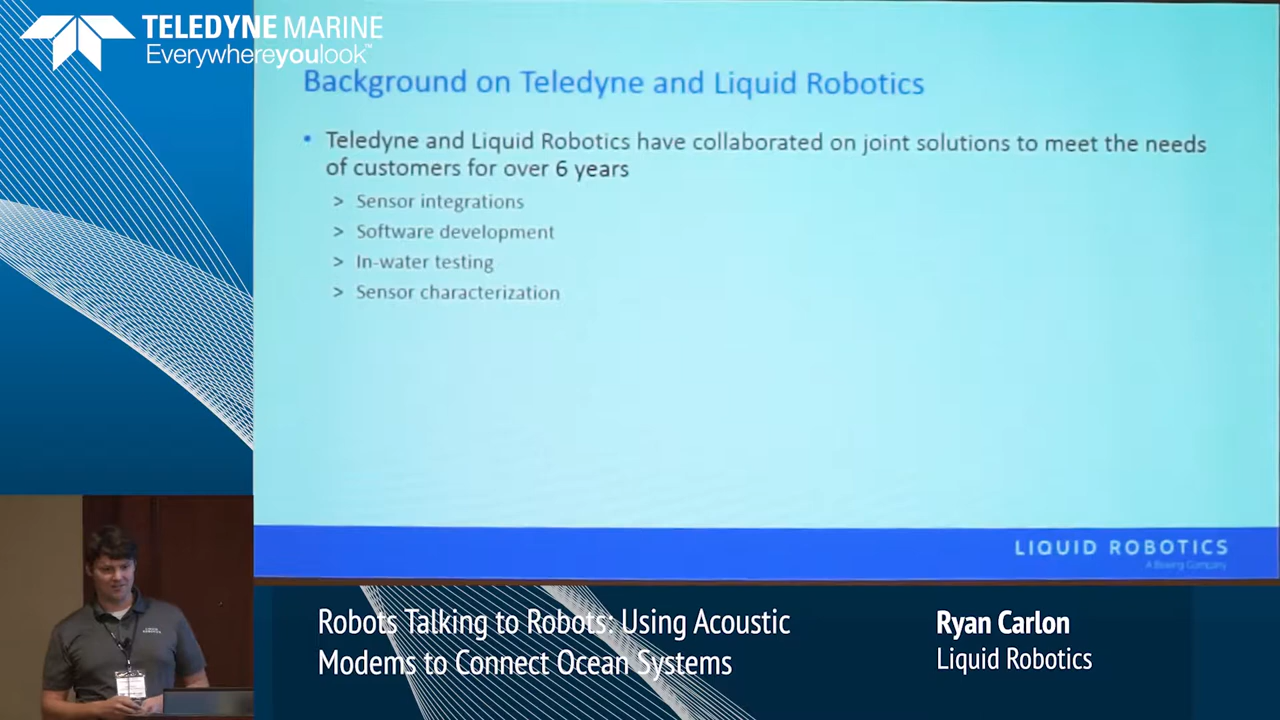 TELEDYNE MARINE
Everywhereyoulook™
Background on Teledyne and Liquid Robotics
• Teledyne and Liquid Robotics have collaborated on joint solutions to meet the needs
of customers for over 6 years
> Sensor integrations
> Software development
> In-water testing
> Sensor characterization
LIQUID ROBOTICS
A Boeing Company
Robots Talking to Robots: Using Acoustic
Modems to Connect Ocean Systems
Ryan Carlon
Liquid Robotics